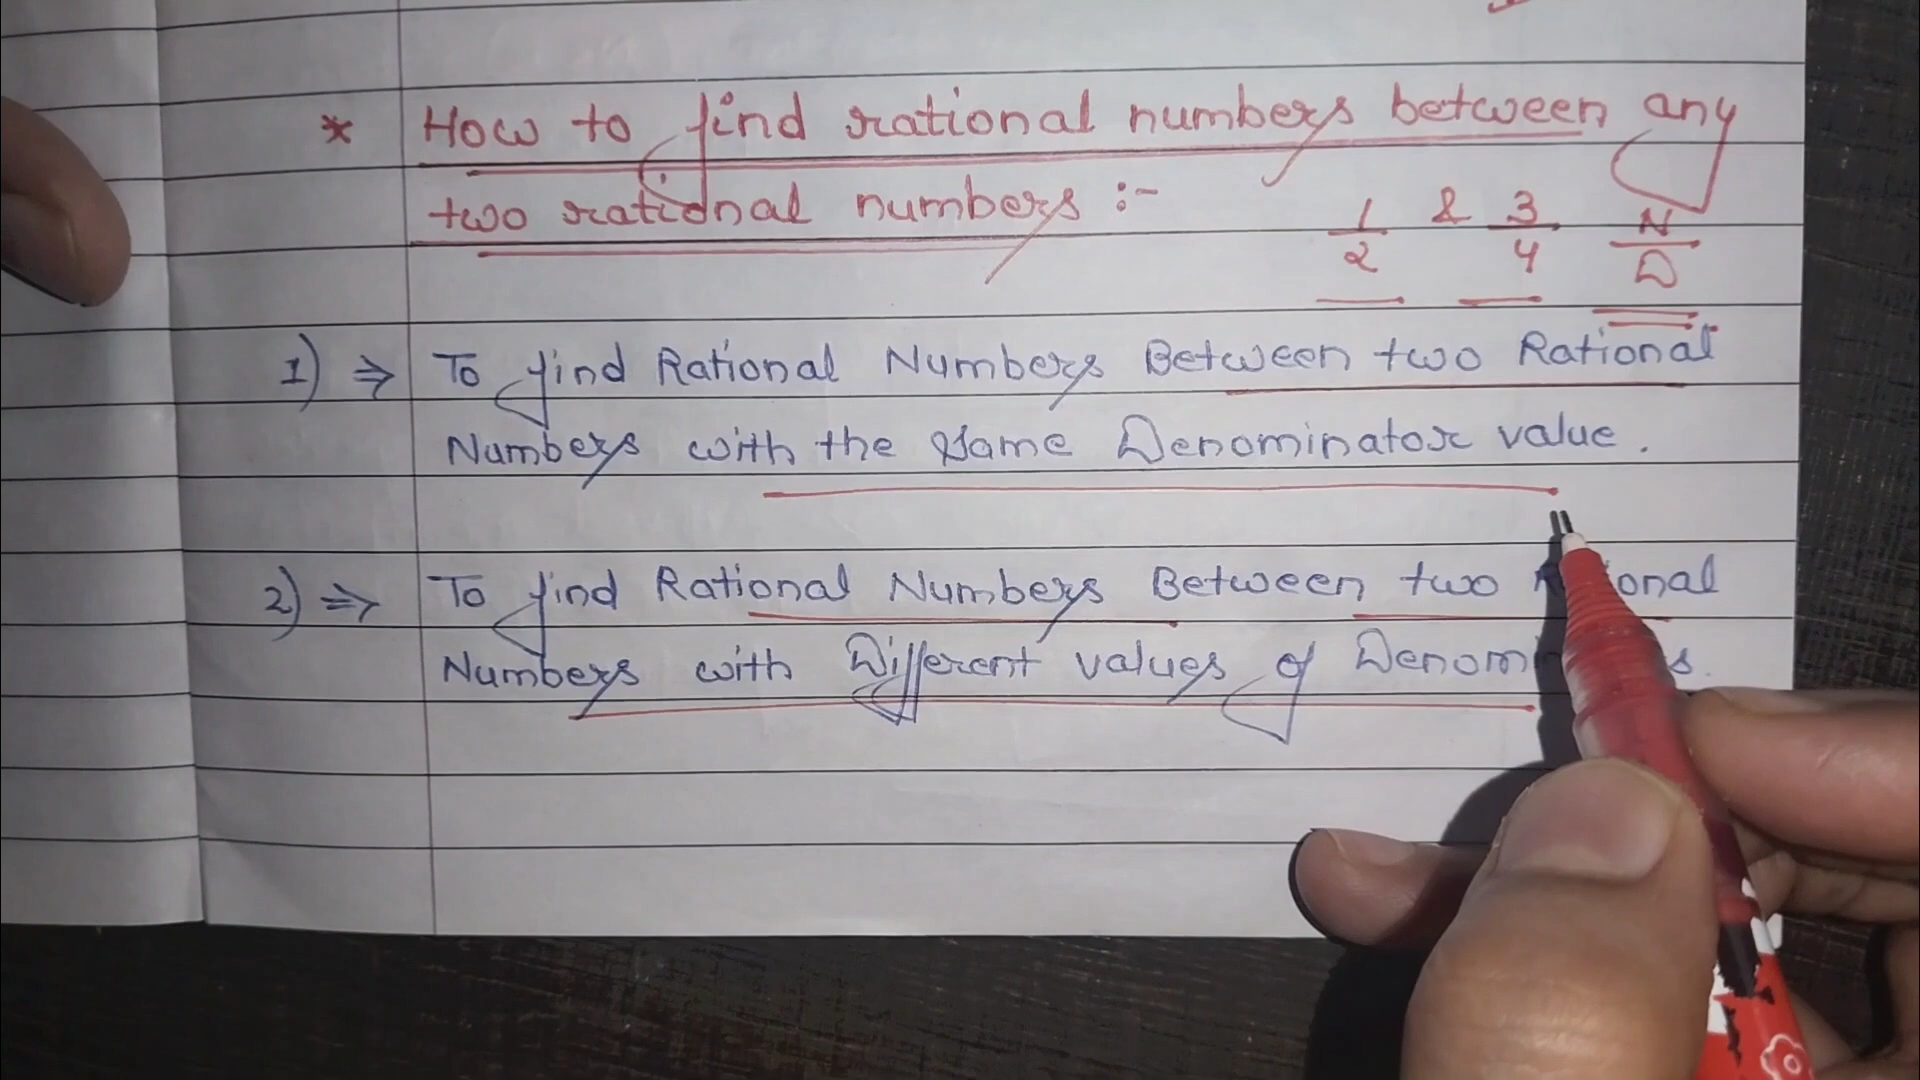 * How to find rational numbers between any
two rational numbers :-
1/2 & 3/4 N/D
1) ⇒ To find Rational Numbers Between two Rational
Numbers with the Same Denominator value.
2) ⇒ To find Rational Numbers Between two
Numbers with Different values of